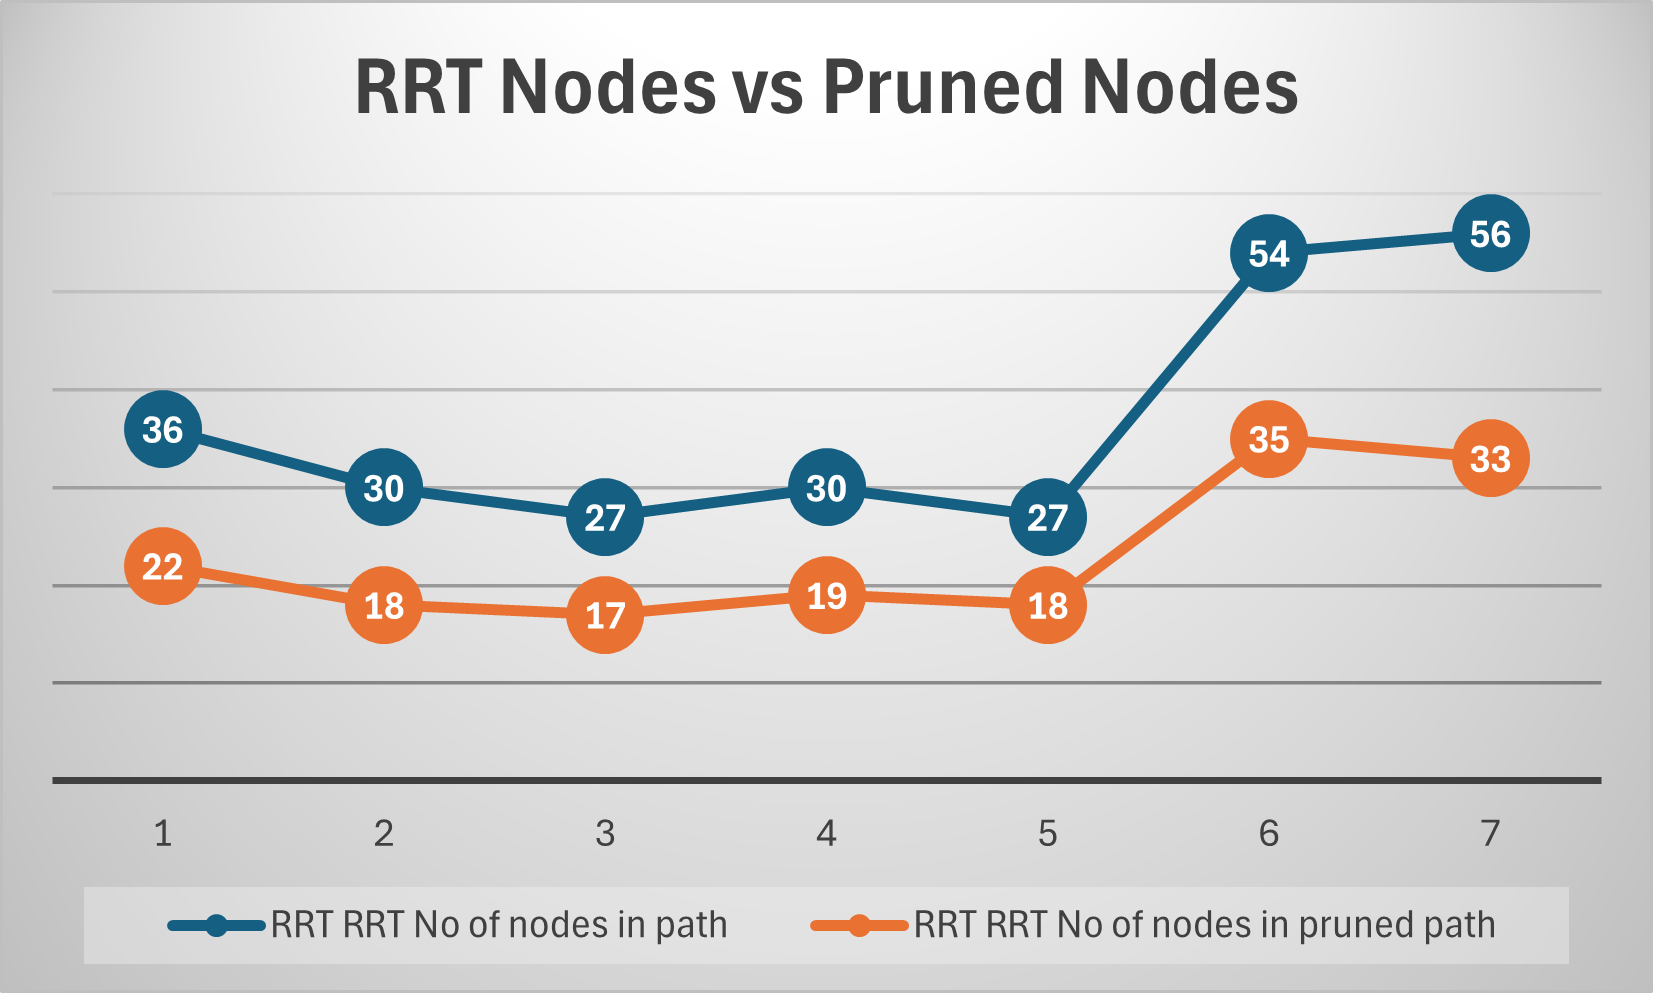 RRT Nodes vs Pruned Nodes
54 56
36
30 27 30 27
35 33
22 18 17 19 18
1 2 3 4 5 6 7
RRT RRT No of nodes in path RRT RRT No of nodes in pruned path